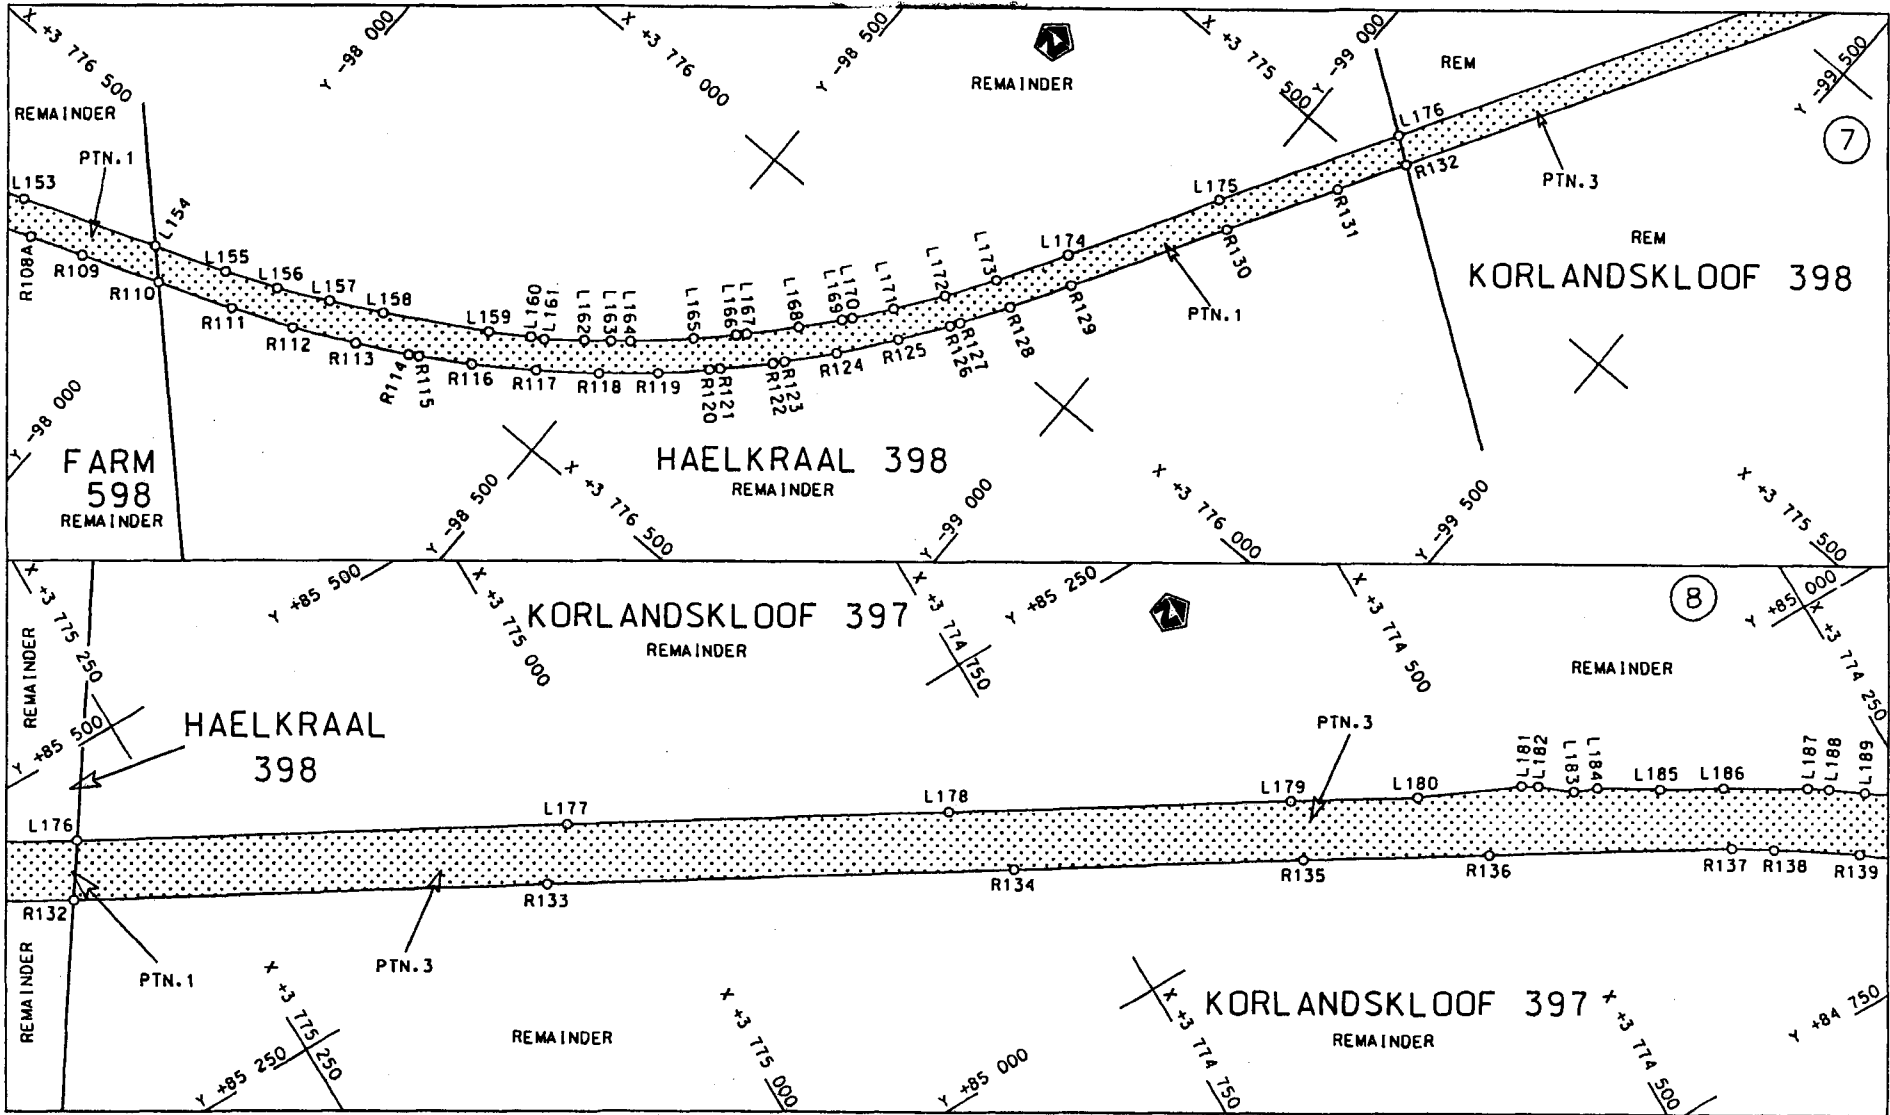 X +3 776 500
Y -98 000
X +3 776 000
Y -98 500
REMAINDER
X +3 775 500
Y -99 000
REM
Y -99 500
7
REMAINDER
PTN.1
L153
L154
L155
L156
L157
L158
L159
L160
L161
L162
L163
L164
L165
L166
L167
L168
L169
L170
L171
L172
L173
L174
L175
L176
R108A
R109
R110
R111
R112
R113
R114
R115
R116
R117
R118
R119
R120
R121
R122
R123
R124
R125
R126
R127
R128
R129
R130
R131
R132
PTN.1
PTN.3
REM
KORLANDSKLOOF 398
Y -98 000
FARM
598
REMAINDER
HAELKRAAL 398
REMAINDER
Y -98 500
X +3 776 500
Y -99 000
X +3 776 000
Y -99 500
X +3 775 500
X +3 775 250
Y +85 500
X +3 775 000
KORLANDSKLOOF 397
REMAINDER
X +3 774 750
Y +85 250
X +3 774 500
8
Y +85 000
X +3 774 250
REMAINDER
REMAINDER
Y +85 500
HAELKRAAL
398
PTN.3
L176
L177
L178
L179
L180
L181
L182
L183
L184
L185
L186
L187
L188
L189
R132
R133
R134
R135
R136
R137
R138
R139
REMAINDER
PTN.1
PTN.3
X +3 775 250
Y +85 250
REMAINDER
X +3 775 000
Y +85 000
X +3 774 750
KORLANDSKLOOF 397
REMAINDER
X +3 774 500
Y +84 750